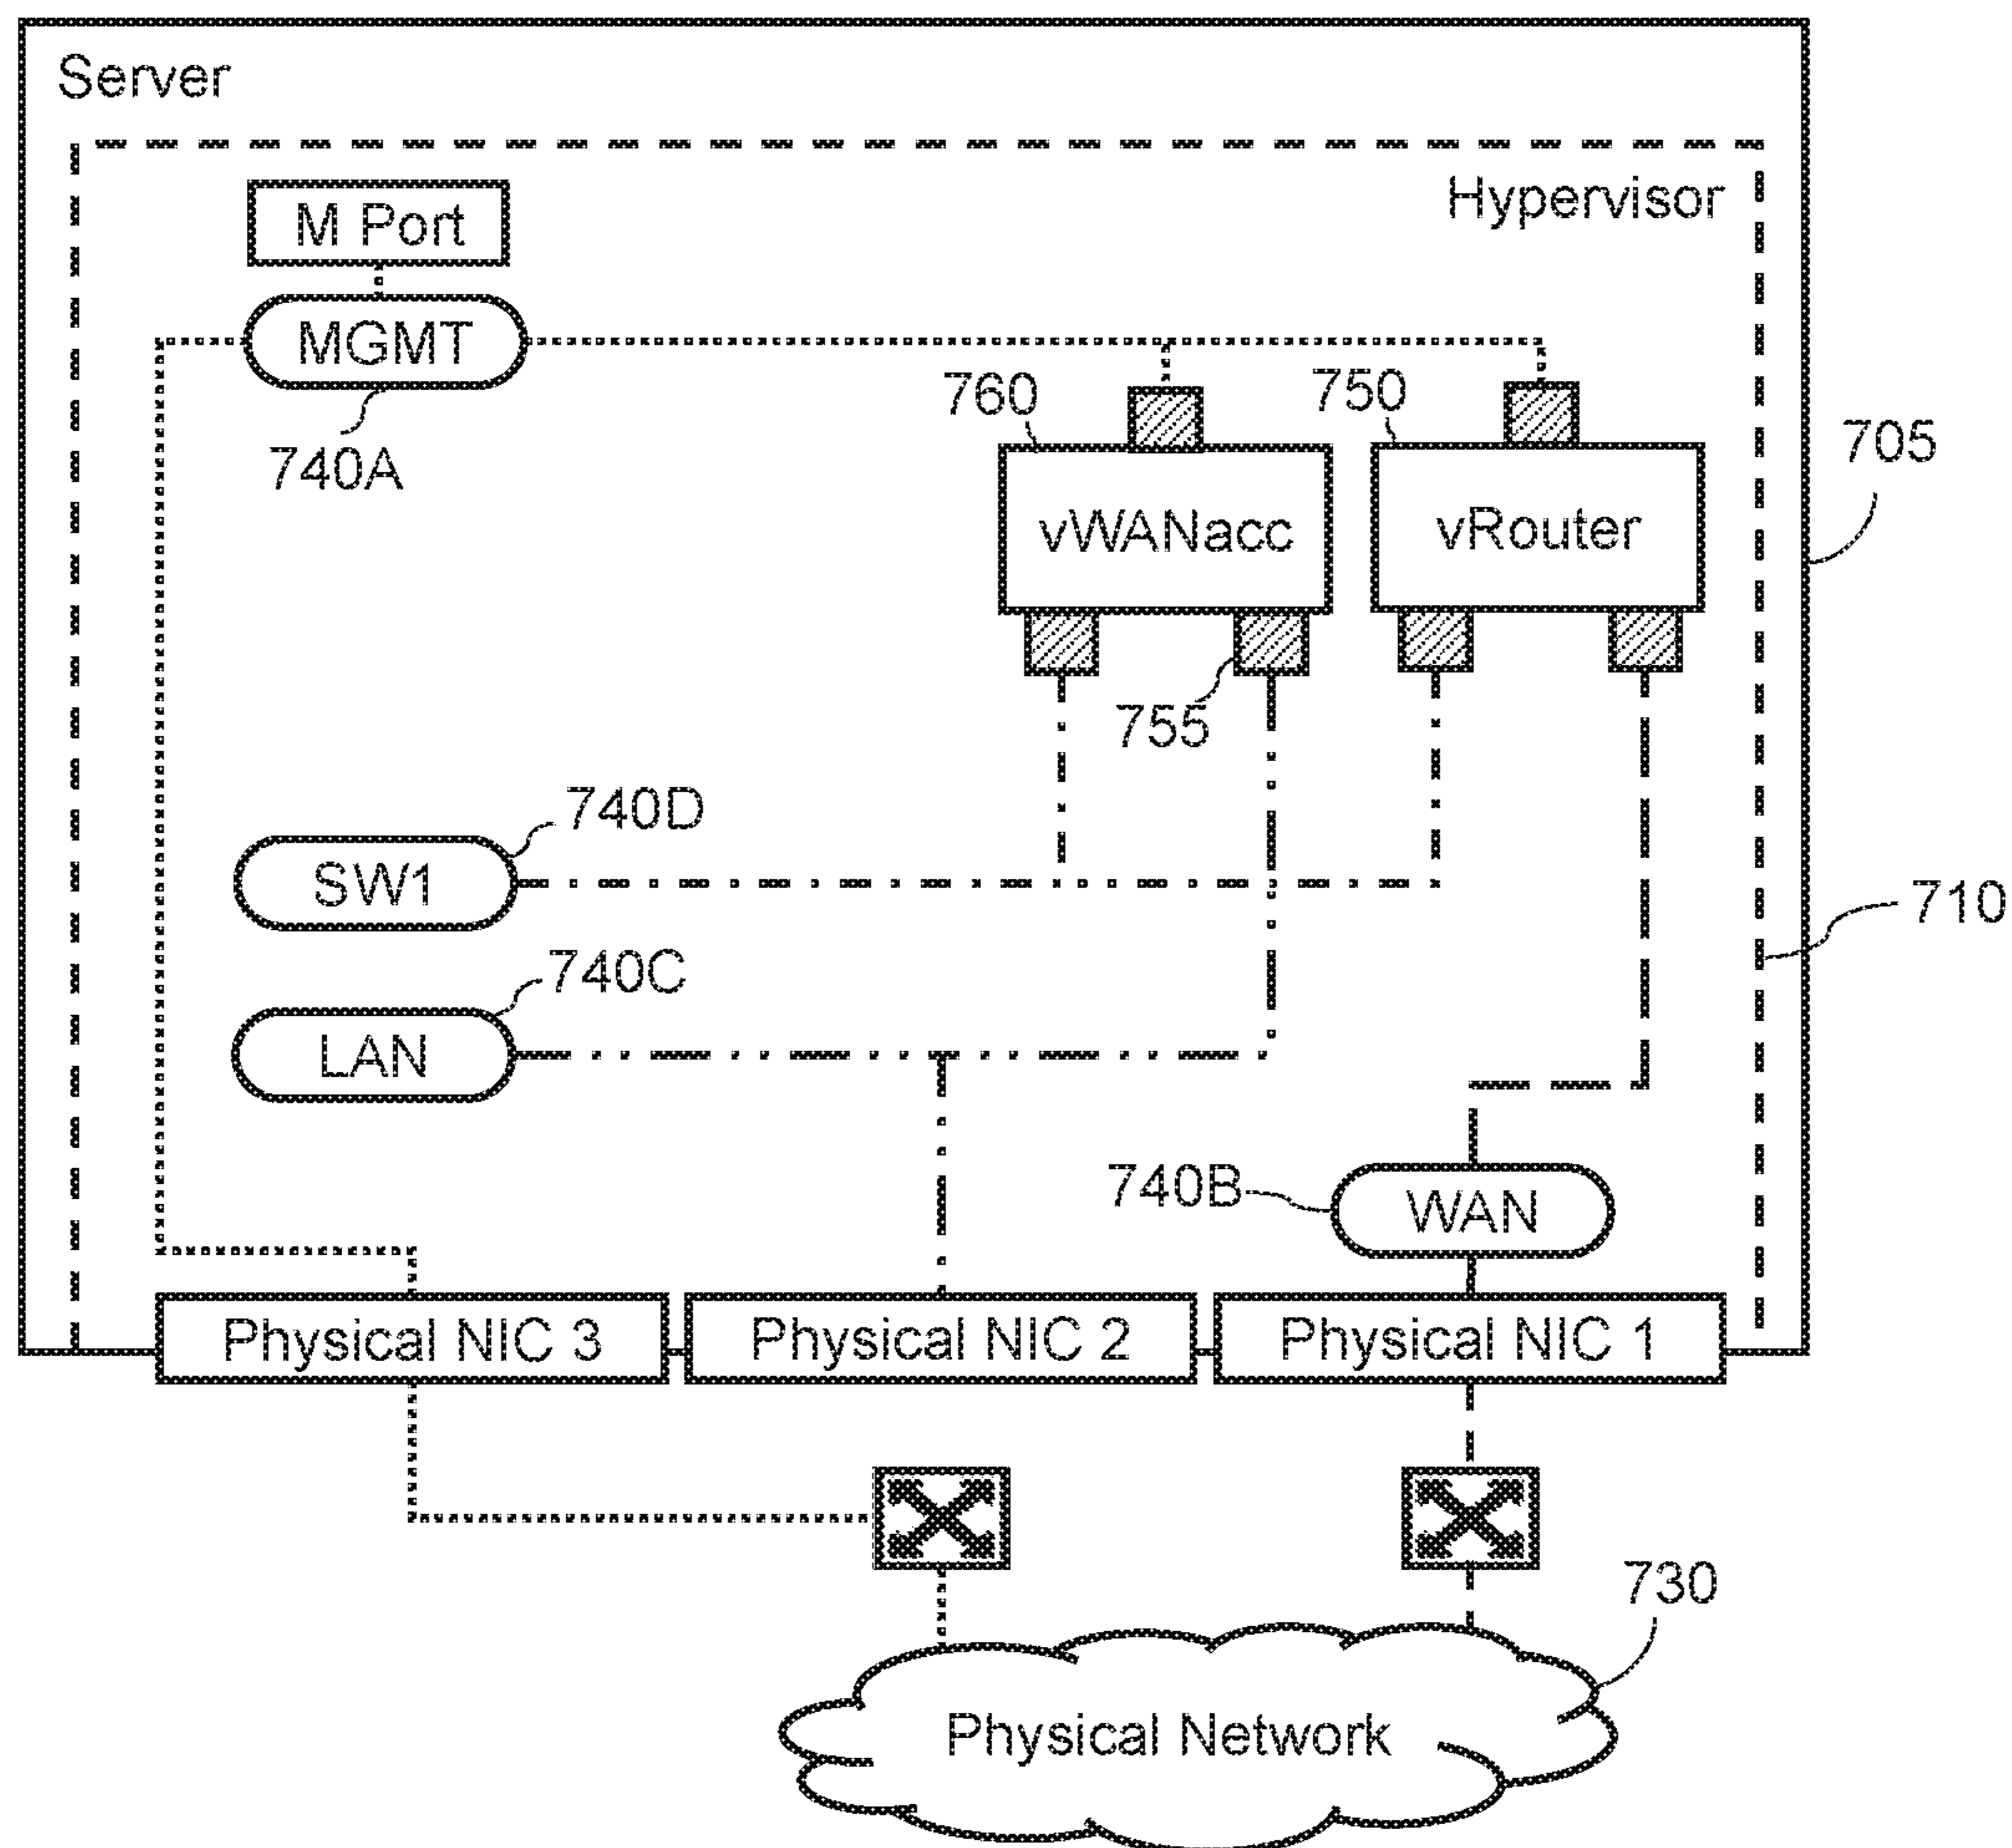 Server
Hypervisor
M Port
MGMT
740A
760
750
705
vWANacc
vRouter
755
740D
SW1
710
740C
LAN
740B
WAN
Physical NIC 3
Physical NIC 2
Physical NIC 1
730
Physical Network